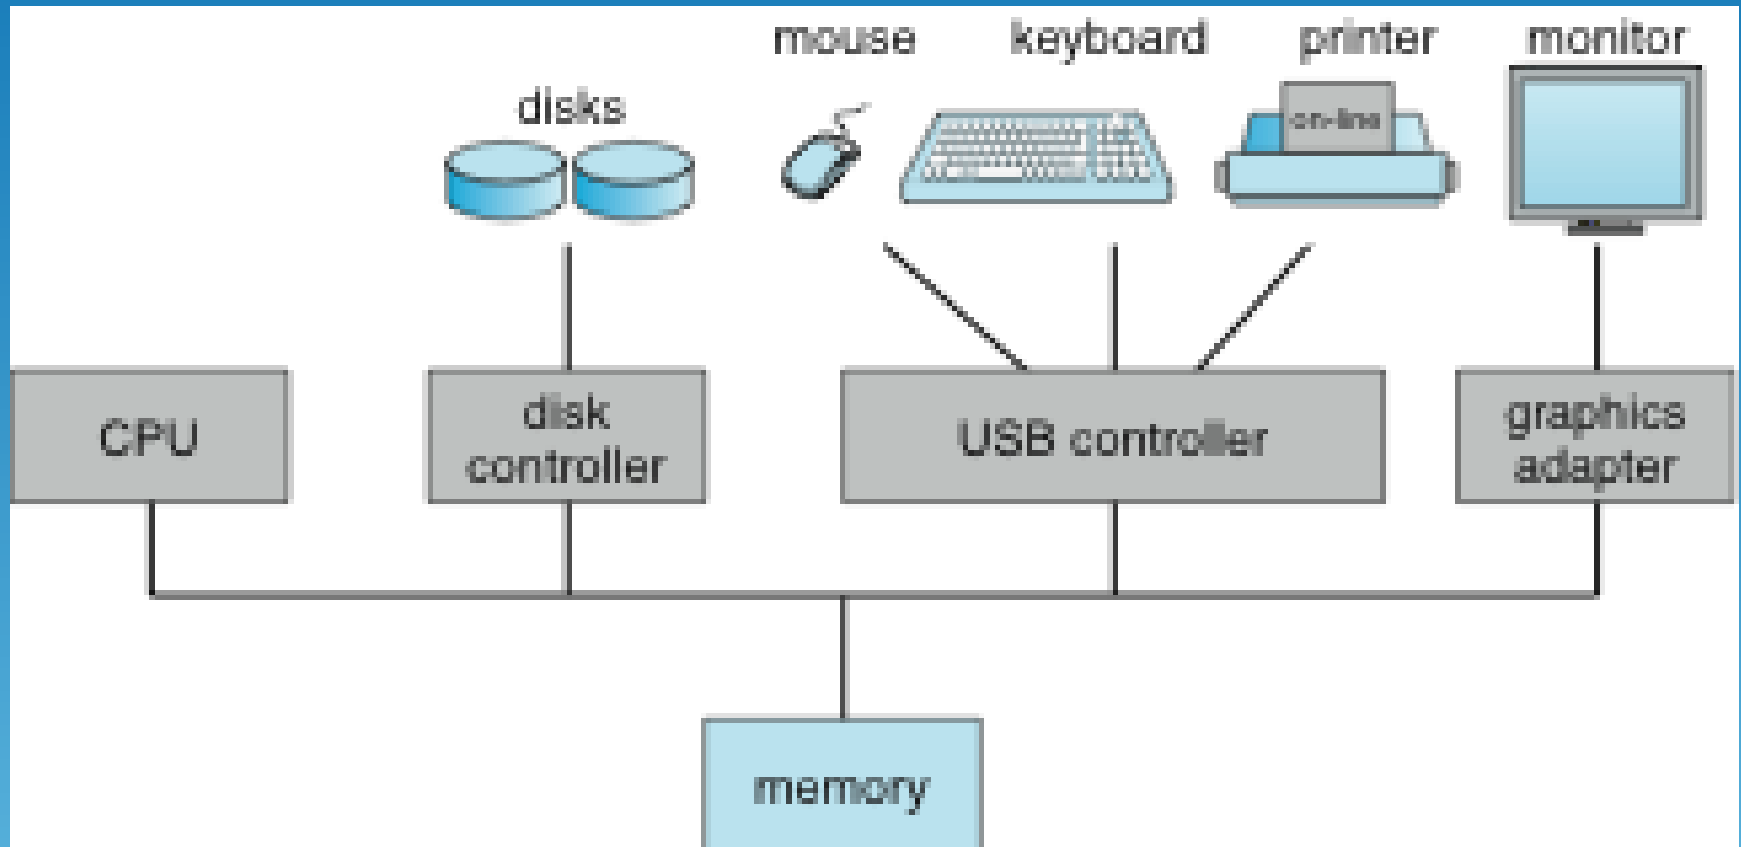 mouse keyboard printer monitor
disks
on-line
CPU
disk
controller
USB controller
graphics
adapter
memory